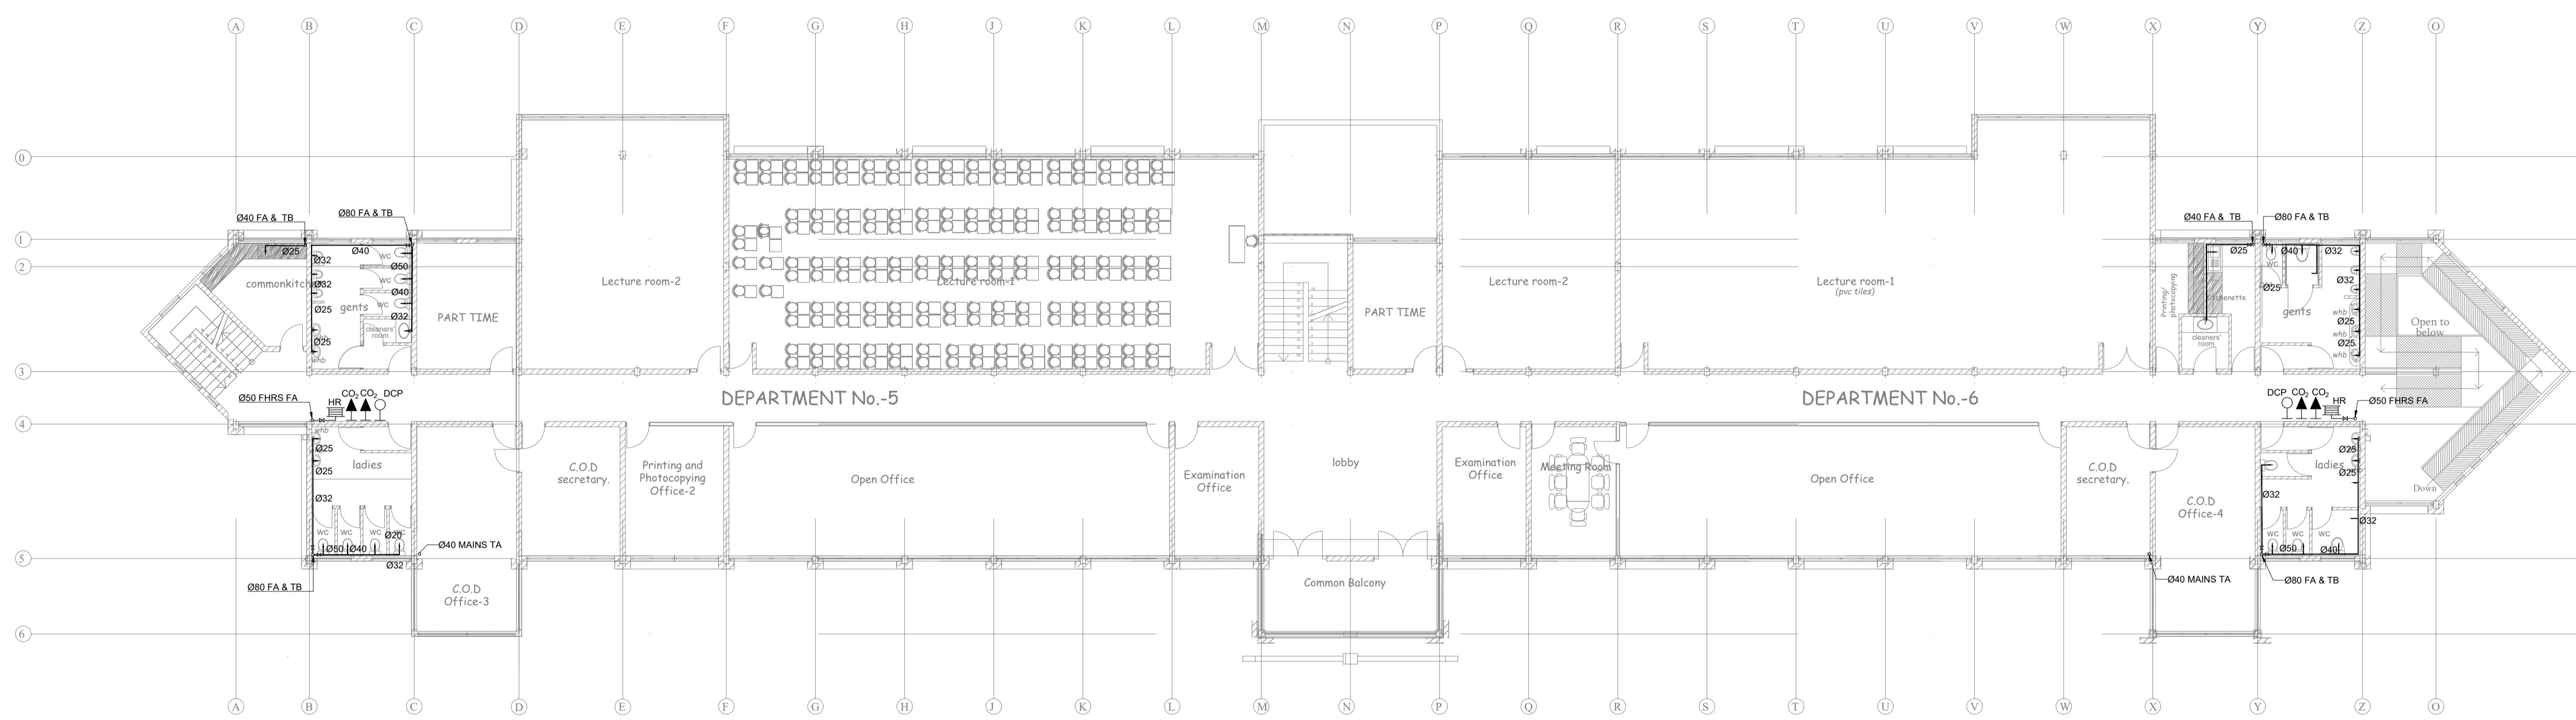 A B C D E F G H J K L M N P Q R S T U V W X Y Z O
0
Ø40 FA & TB
Ø80 FA & TB
Ø40 FA & TB
Ø80 FA & TB
1
Ø25
Ø40
WC
Ø25
Ø40
Ø32
Ø32
Ø50
WC
2
commonkitchen
Ø32
WC
Ø40
Lecture room-2
Lecture room-1
Lecture room-2
Lecture room-1
(pvc tiles)
Printing/
photocopying
kitchenette
Ø25
Ø32
gents
WC
Ø25
Ø32
PART TIME
PART TIME
gents
whb
Ø25
cleaners'
room
Ø25
whb
cleaners'
room
whb
Ø25
whb
Open to
below
3
HR
CO2
CO2
DCP
Ø50 FHRS FA
DEPARTMENT No.-5
DEPARTMENT No.-6
DCP
CO2
CO2
HR
Ø50 FHRS FA
4
whb
Ø25
ladies
Ø25
Ø32
C.O.D
secretary.
Printing and
Photocopying
Office-2
Open Office
Examination
Office
lobby
Examination
Office
Meeting Room
Open Office
C.O.D
secretary.
C.O.D
Office-4
Ø25
ladies
Ø25
Ø32
Down
Ø32
WC
WC
WC
WC
Ø20
Ø50
Ø40
Ø40 MAINS TA
WC
WC
WC
Ø50
Ø40
5
Ø32
Ø80 FA & TB
C.O.D
Office-3
Common Balcony
Ø40 MAINS TA
Ø80 FA & TB
6
A B C D E F G H J K L M N P Q R S T U V W X Y Z O